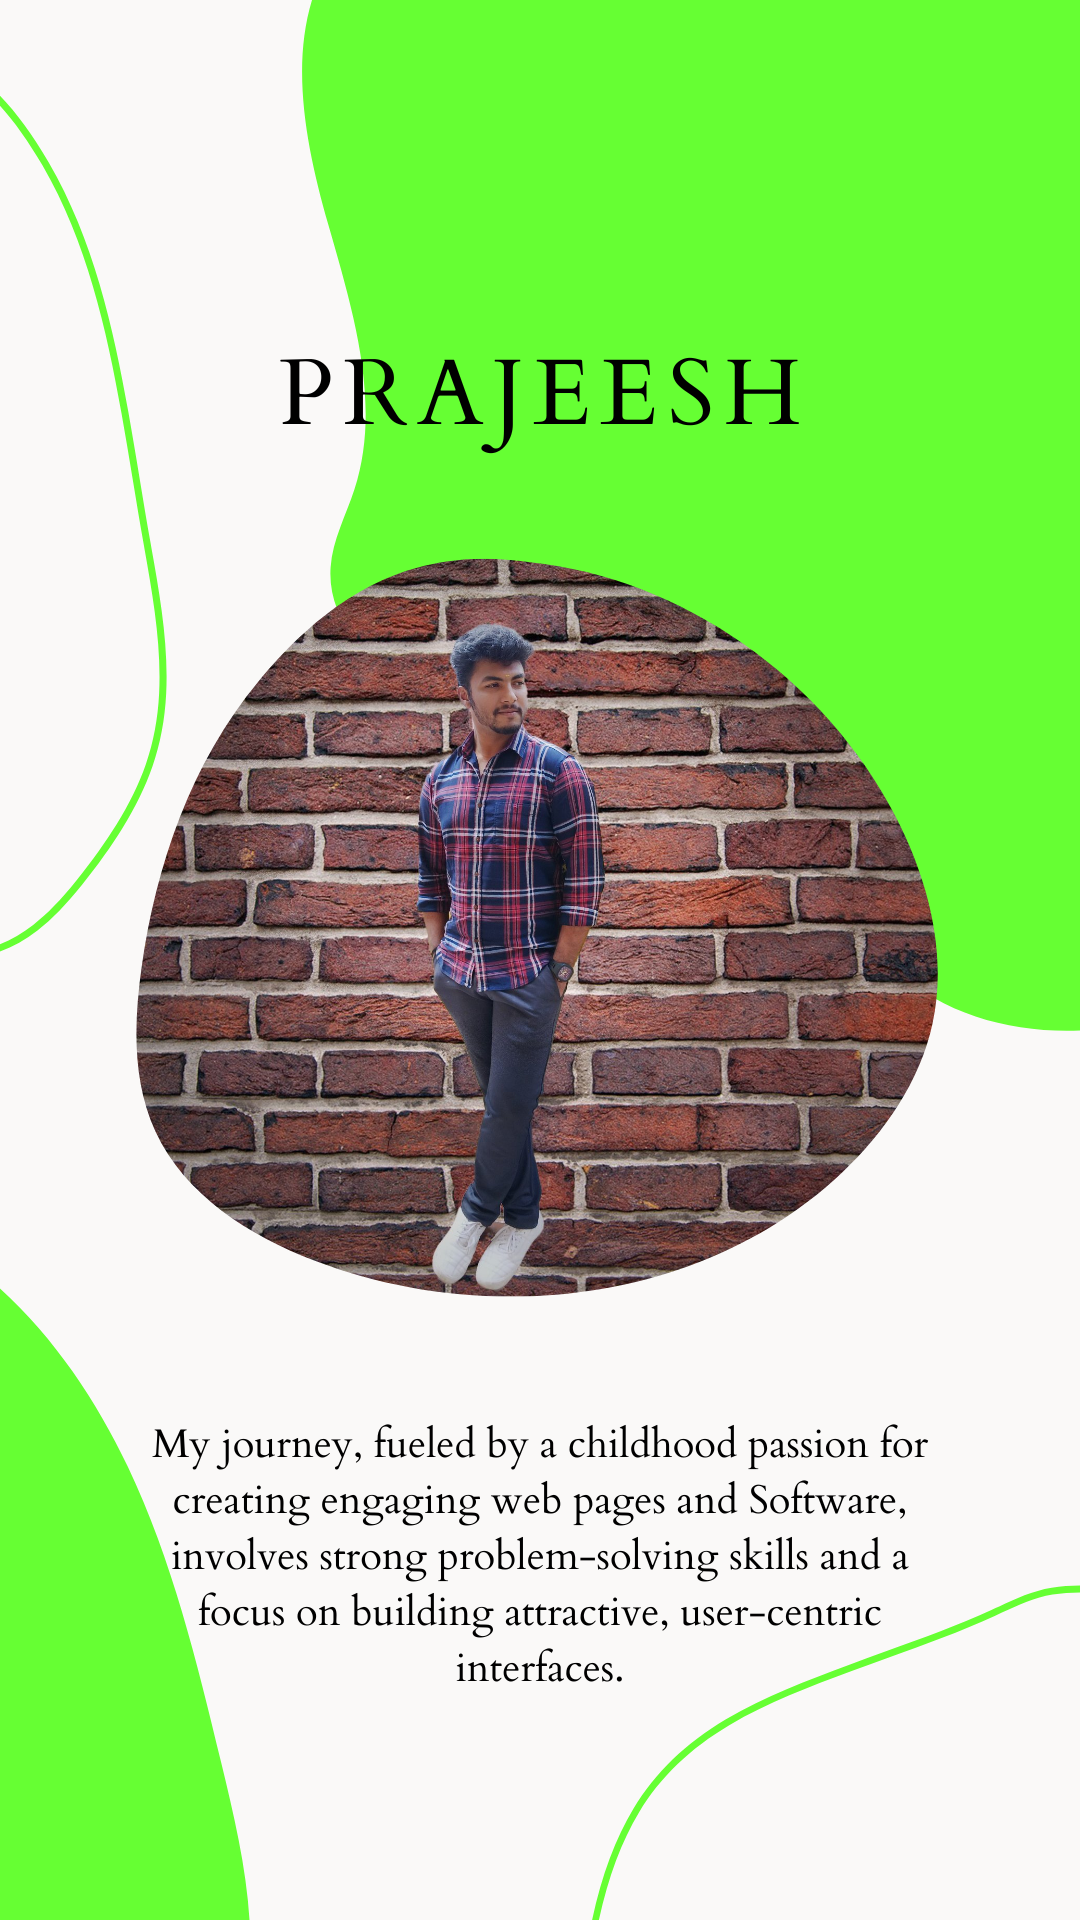 PRAJEESH
My journey, fueled by a childhood passion for
creating engaging web pages and Software,
involves strong problem-solving skills and a
focus on building attractive, user-centric
interfaces.